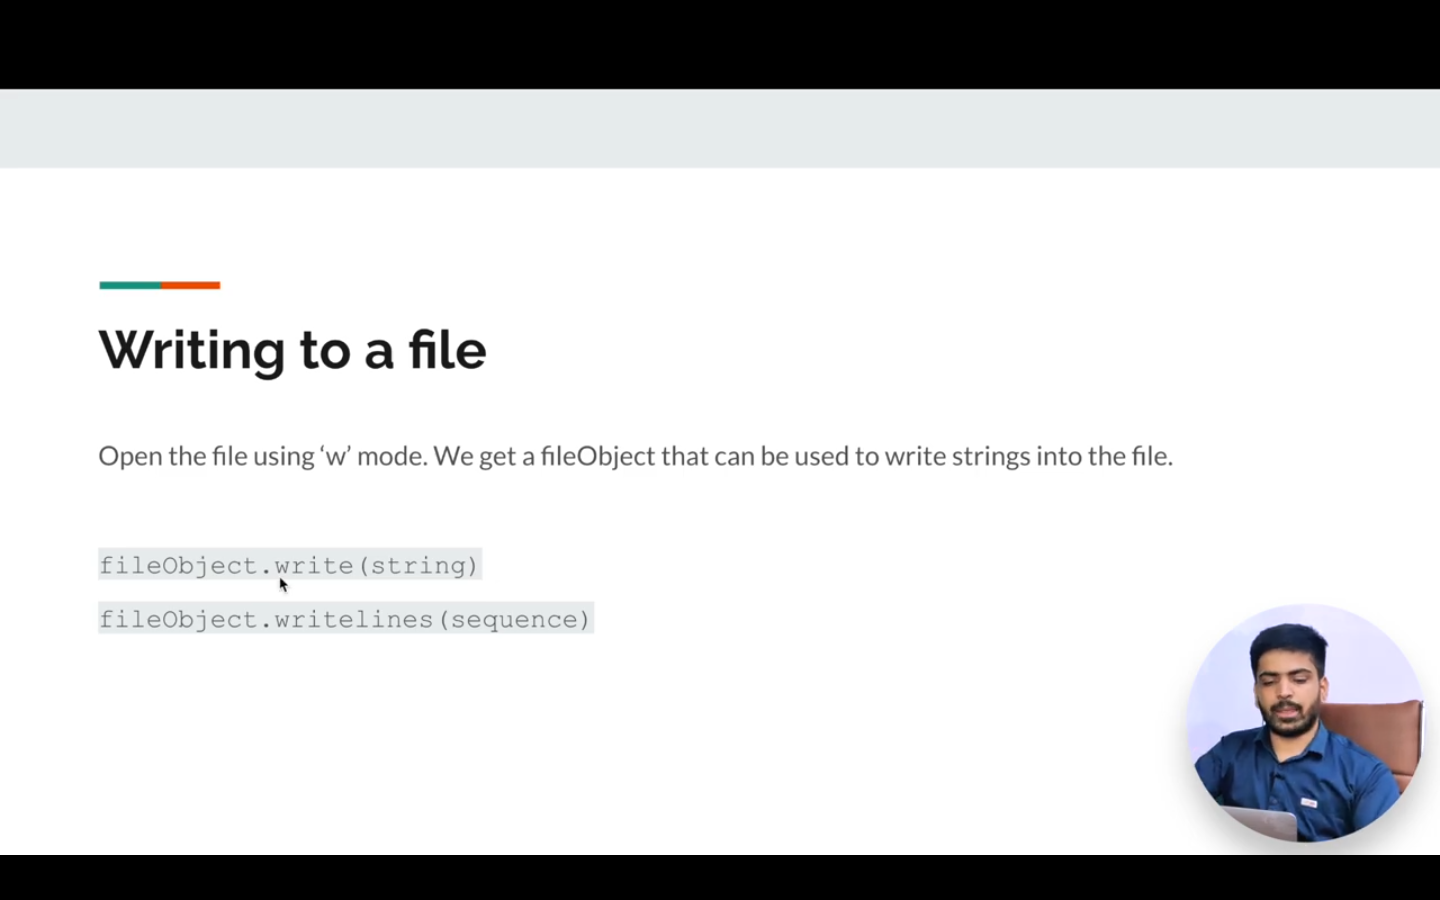 Writing to a file
Open the file using ‘w’ mode. We get a fileObject that can be used to write strings into the file.
fileObject.write(string)
fileObject.writelines(sequence)